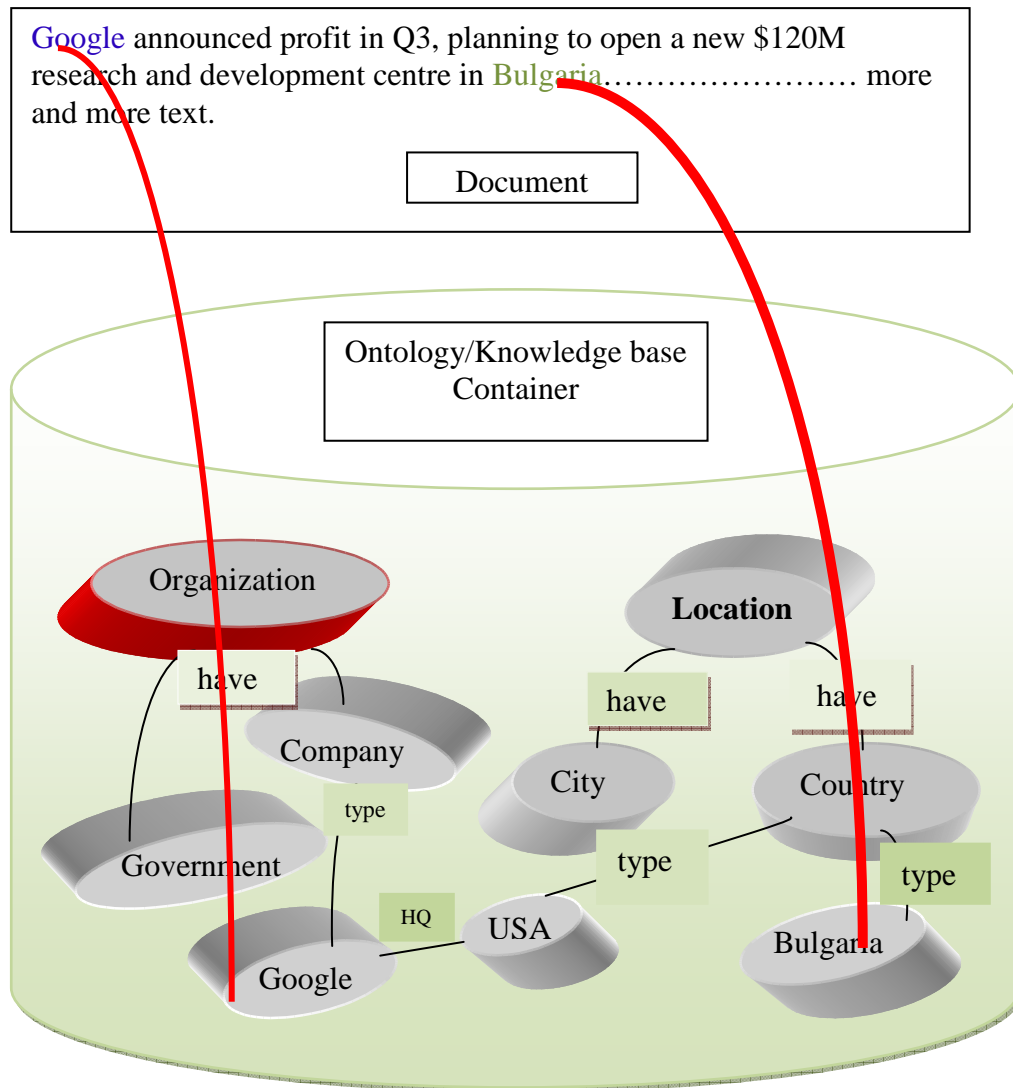 Google announced profit in Q3, planning to open a new $120M
research and development centre in Bulgaria…………………… more
and more text.
Document
Ontology/Knowledge base
Container
Organization
Location
have
have
have
Company
City
Country
type
Government
type
type
HQ
USA
Google
Bulgaria